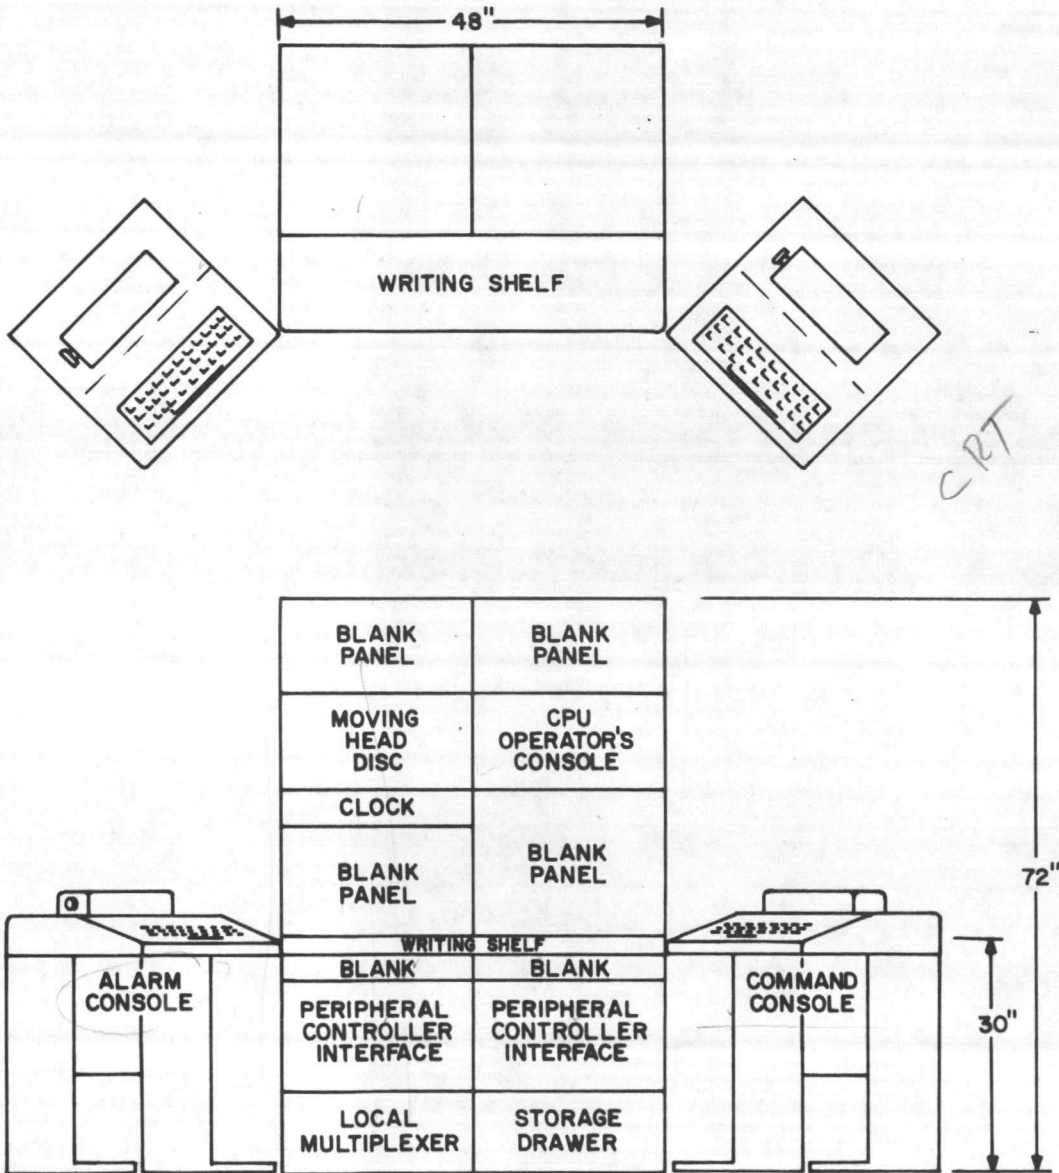 48"
WRITING SHELF
CRT
BLANK
PANEL
BLANK
PANEL
MOVING
HEAD
DISC
CPU
OPERATOR'S
CONSOLE
CLOCK
BLANK
PANEL
BLANK
PANEL
72"
WRITING SHELF
BLANK
BLANK
ALARM
CONSOLE
COMMAND
CONSOLE
PERIPHERAL
CONTROLLER
INTERFACE
PERIPHERAL
CONTROLLER
INTERFACE
30"
LOCAL
MULTIPLEXER
STORAGE
DRAWER